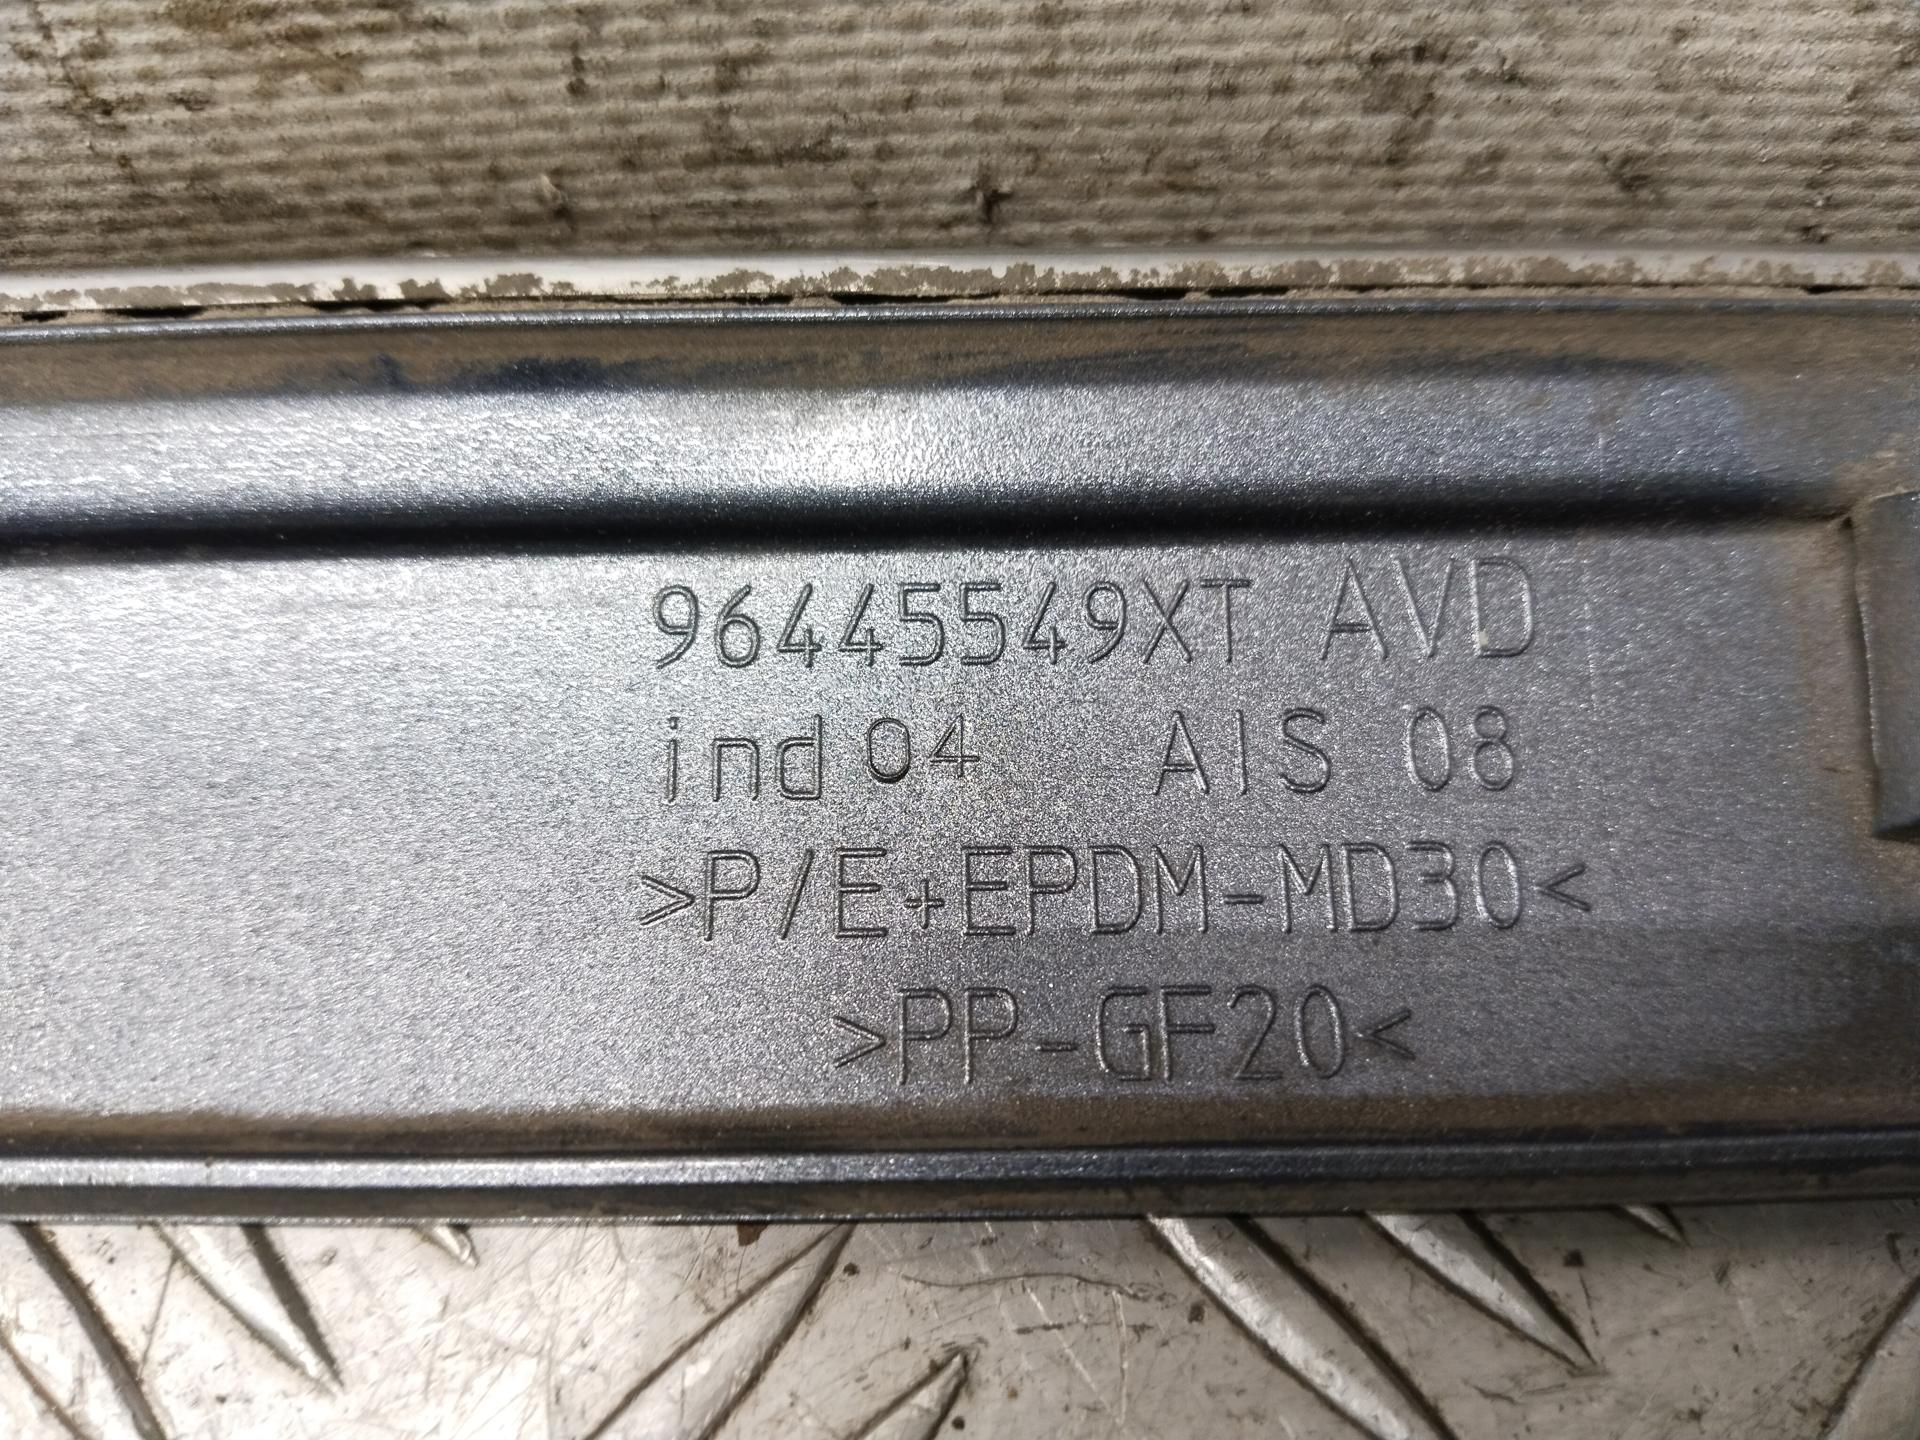 96445549XT AVD
ind 04 AIS 08
>P/E+EPDM-MD30<
>PP-GF20<